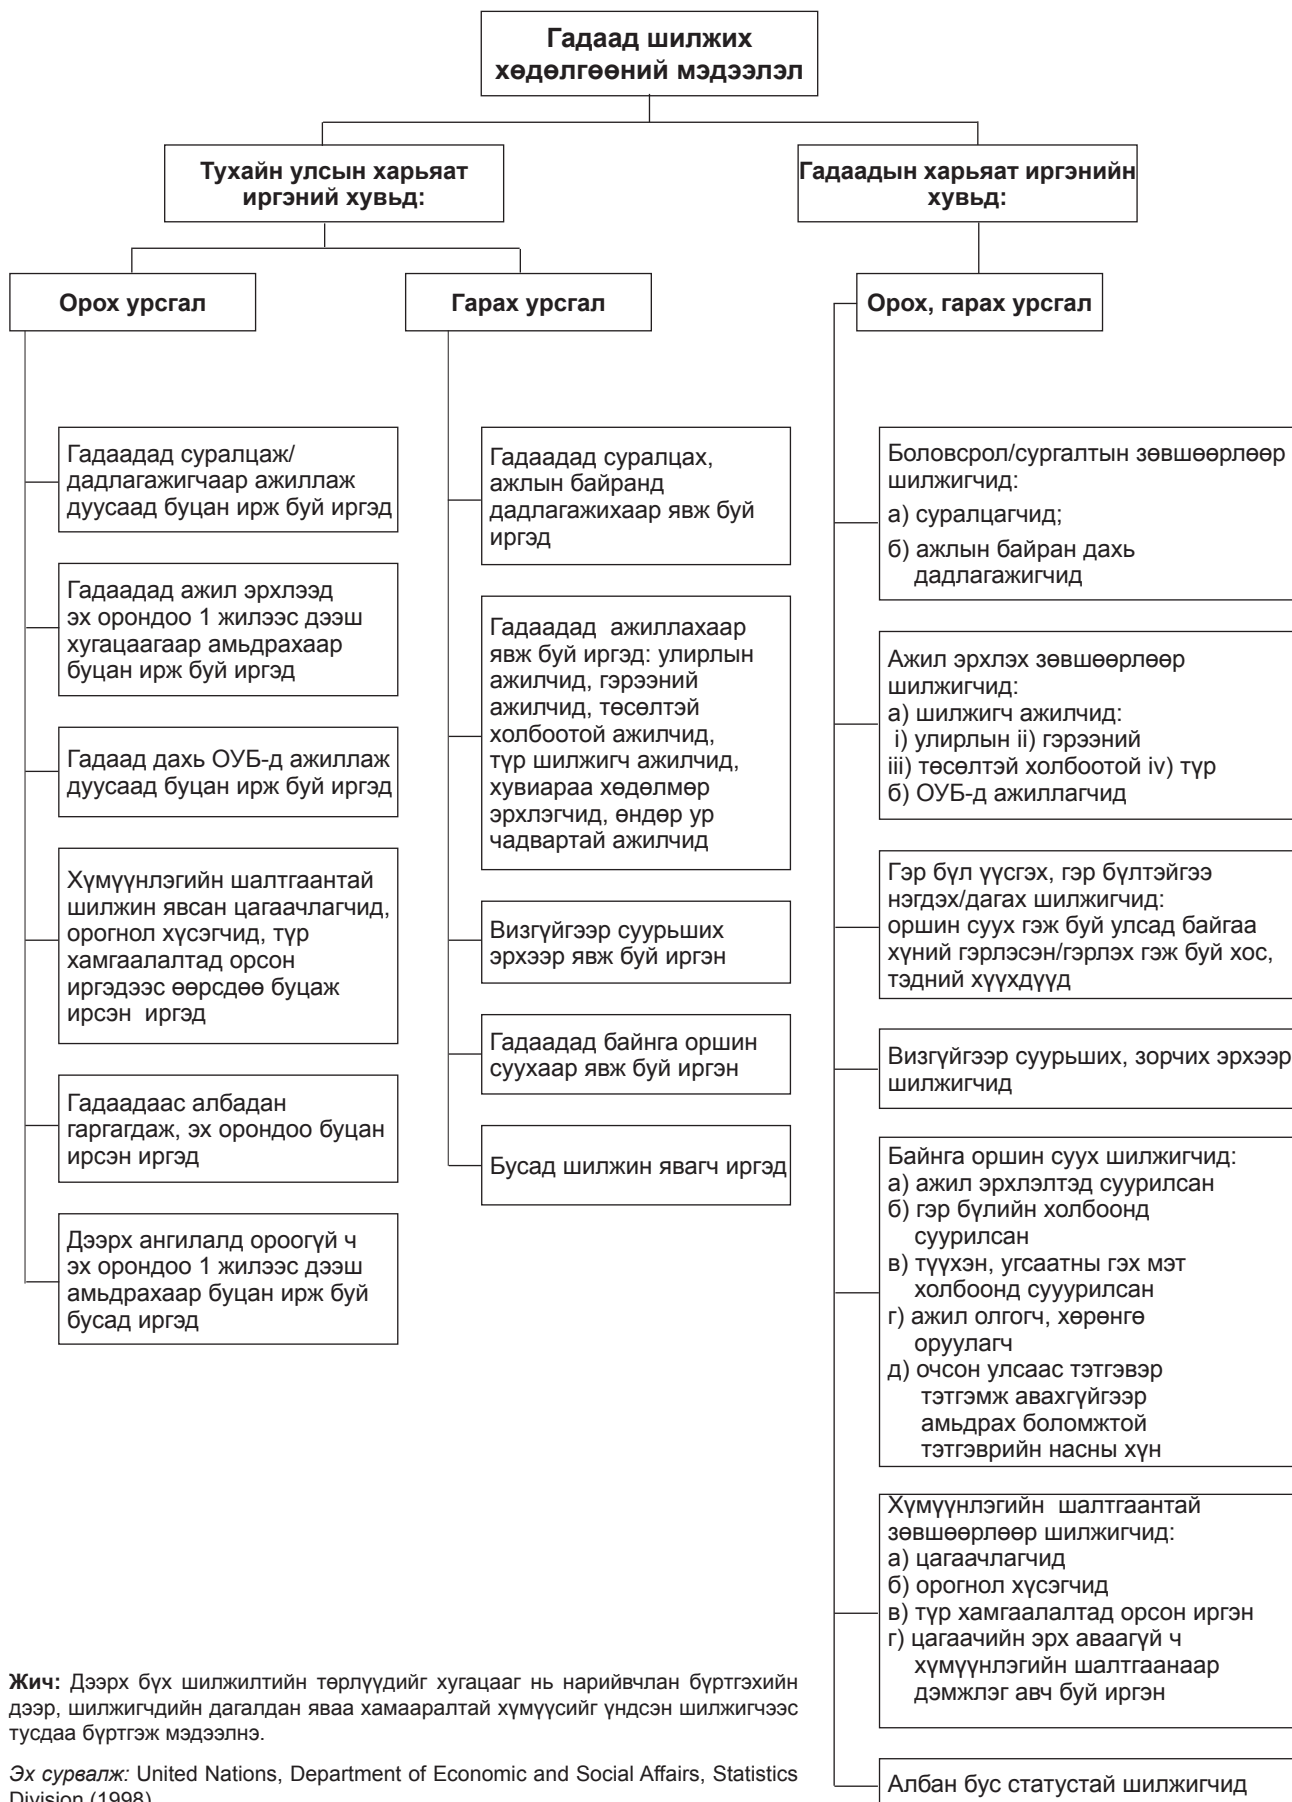 Гадаад шилжих
хөдөлгөөний мэдээлэл
Тухайн улсын харьяат
иргэний хувьд:
Гадаадын харьяат иргэнийн
хувьд:
Орох урсгал
Гарах урсгал
Орох, гарах урсгал
Гадаадад суралцаж/
дадлагажигчаар ажиллаж
дуусаад буцан ирж буй иргэд
Гадаадад ажил эрхлээд
эх орондоо 1 жилээс дээш
хугацаагаар амьдрахаар
буцан ирж буй иргэд
Гадаад дахь ОУБ-д ажиллаж
дуусаад буцан ирж буй иргэд
Хүмүүнлэгийн шалтгаантай
шилжин явсан цагаачлагчид,
орогнол хүсэгчид, түр
хамгаалалтад орсон
иргэдээс өөрсдөө буцаж
ирсэн иргэд
Гадаадаас албадан
гаргагдаж, эх орондоо буцан
ирсэн иргэд
Дээрх ангилалд ороогүй ч
эх орондоо 1 жилээс дээш
амьдрахаар буцан ирж буй
бусад иргэд
Гадаадад суралцах,
ажлын байранд
дадлагажихаар явж буй
иргэд
Гадаадад ажиллахаар
явж буй иргэд: улирлын
ажилчид, гэрээний
ажилчид, төсөлтэй
холбоотой ажилчид,
түр шилжигч ажилчид,
хувиараа хөдөлмөр
эрхлэгчид, өндөр ур
чадвартай ажилчид
Визгүйгээр суурьших
эрхээр явж буй иргэн
Гадаадад байнга оршин
суухаар явж буй иргэн
Бусад шилжин явагч иргэд
Боловсрол/сургалтын зөвшөөрлөөр
шилжигчид:
а) суралцагчид;
б) ажлын байран дахь
дадлагажигчид
Ажил эрхлэх зөвшөөрлөөр
шилжигчид:
а) шилжигч ажилчид:
i) улирлын ii) гэрээний
iii) төсөлтэй холбоотой iv) түр
б) ОУБ-д ажиллагчид
Гэр бүл үүсгэх, гэр бүлтэйгээ
нэгдэх/дагах шилжигчид:
оршин суух гэж буй улсад байгаа
хүний гэрлэсэн/гэрлэх гэж буй хос,
тэдний хүүхдүүд
Визгүйгээр суурьших, зорчих эрхээр
шилжигчид
Байнга оршин суух шилжигчид:
а) ажил эрхлэлтэд суурилсан
б) гэр бүлийн холбоонд
суурилсан
в) түүхэн, угсаатны гэх мэт
холбоонд сууурилсан
г) ажил олгогч, хөрөнгө
оруулагч
д) очсон улсаас тэтгэвэр
тэтгэмж авахгүйгээр
амьдрах боломжтой
тэтгэврийн насны хүн
Хүмүүнлэгийн шалтгаантай
зөвшөөрлөөр шилжигчид:
а) цагаачлагчид
б) орогнол хүсэгчид
в) түр хамгаалалтад орсон иргэн
г) цагаачийн эрх аваагүй ч
хүмүүнлэгийн шалтгаанаар
дэмжлэг авч буй иргэн
Албан бус статустай шилжигчид
Жич: Дээрх бүх шилжилтийн төрлүүдийг хугацааг нь нарийвчлан бүртгэхийн
дээр, шилжигчдийн дагалдан яваа хамааралтай хүмүүсийг үндсэн шилжигчээс
тусдаа бүртгэж мэдээлнэ.
Эх сурвалж: United Nations, Department of Economic and Social Affairs, Statistics
Division (1998)